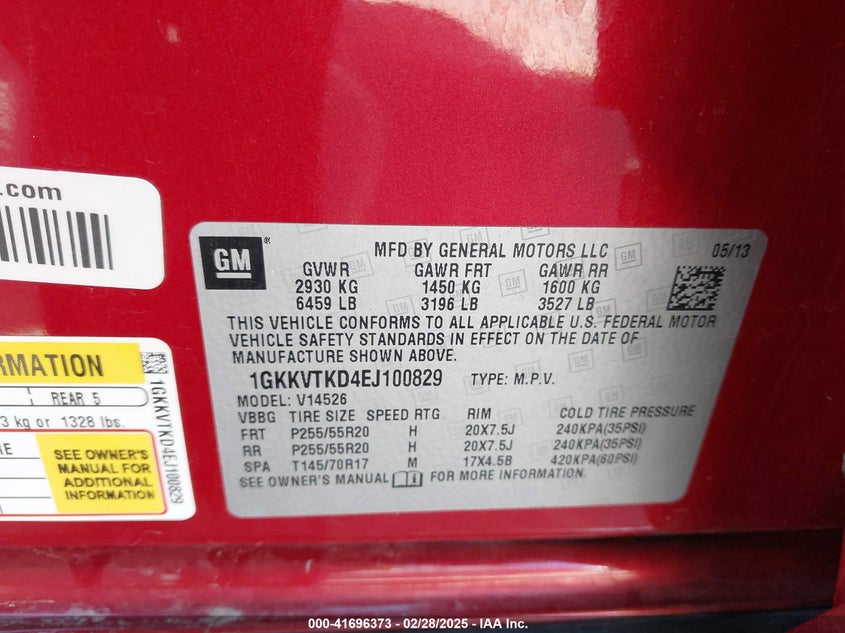 .com
GM
®
MFD BY GENERAL MOTORS LLC 05/13
GVWR GAWR FRT GAWR RR
2930 KG 1450 KG 1600 KG
6459 LB 3196 LB 3527 LB
THIS VEHICLE CONFORMS TO ALL APPLICABLE U.S. FEDERAL MOTOR
VEHICLE SAFETY STANDARDS IN EFFECT ON THE DATE OF
MANUFACTURE SHOWN ABOVE.
1GKKVTKD4EJ100829 TYPE: M.P.V.
MODEL: V14526
VBBG TIRE SIZE SPEED RTG. RIM COLD TIRE PRESSURE
FRT P255/55R20 H 20X7.5J 240KPA(35PSI)
RR P255/55R20 H 20X7.5J 240KPA(35PSI)
SPA T145/70R17 M 17X4.5B 420KPA(60PSI)
SEE OWNER'S MANUAL FOR MORE INFORMATION.
REAR 5
kg or 1328 lbs.
SEE OWNER'S
MANUAL FOR
ADDITIONAL
INFORMATION
1GKKVTKD4EJ100829
000-41696373 - 02/28/2025 - IAA Inc.